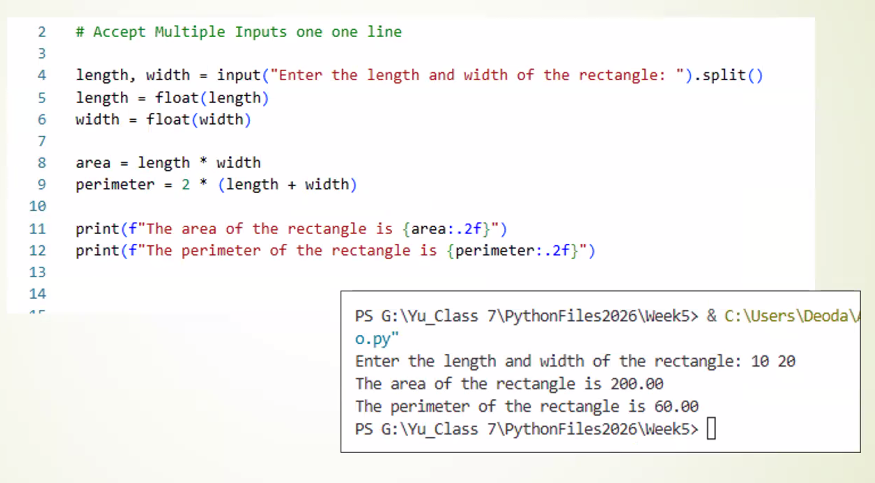 2 # Accept Multiple Inputs one one line
3
4 length, width = input("Enter the length and width of the rectangle: ").split()
5 length = float(length)
6 width = float(width)
7
8 area = length * width
9 perimeter = 2 * (length + width)
10
11 print(f"The area of the rectangle is {area:.2f}")
12 print(f"The perimeter of the rectangle is {perimeter:.2f}")
13
14
PS G:\Yu_Class 7\PythonFiles2026\Week5> & C:\Users\Deoda\
o.py"
Enter the length and width of the rectangle: 10 20
The area of the rectangle is 200.00
The perimeter of the rectangle is 60.00
PS G:\Yu_Class 7\PythonFiles2026\Week5>